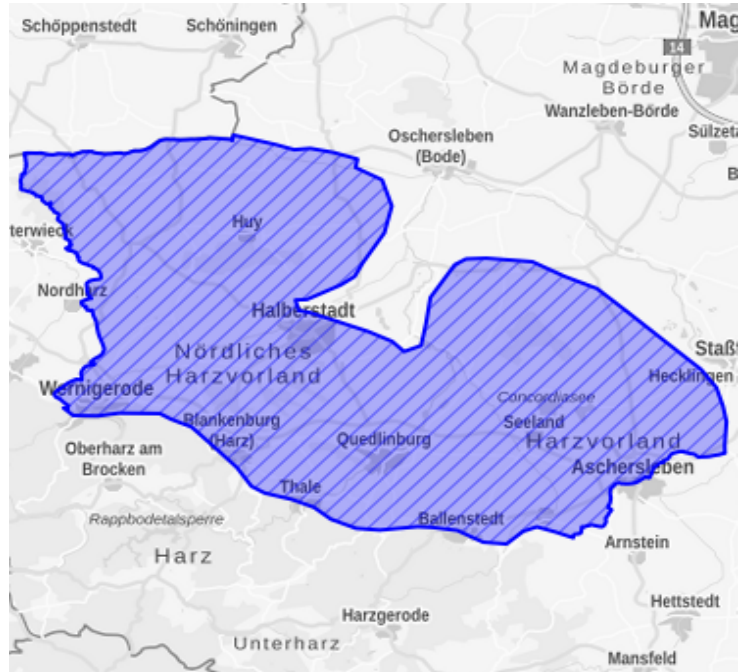 Schöppenstedt
Schöningen
Mag
14
Magdeburger
Börde
Wanzleben-Börde
Oschersleben
(Bode)
Sülzeta
B
Huy
terwieck
Nordharz
Halberstadt
Nördliches
Harzvorland
Staßf
Hecklingen
Wernigerode
Concordiasee
Seeland
Blankenburg
(Harz)
Quedlinburg
Harzvorland
Oberharz am
Brocken
Aschersleben
Thale
Rappbodetalsperre
Ballenstedt
Harz
Arnstein
Hettstedt
Harzgerode
Unterharz
Mansfeld